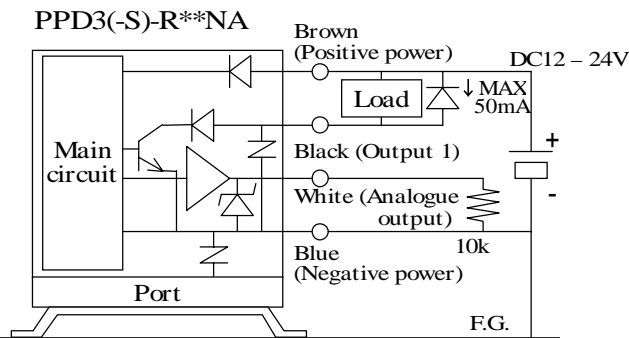 PPD3(-S)-R**NA
Brown
(Positive power)
DC12 – 24V
Load
↓ MAX
50mA
Main
circuit
Black (Output 1)
+
White (Analogue
output)
-
10k
Blue
(Negative power)
Port
F.G.